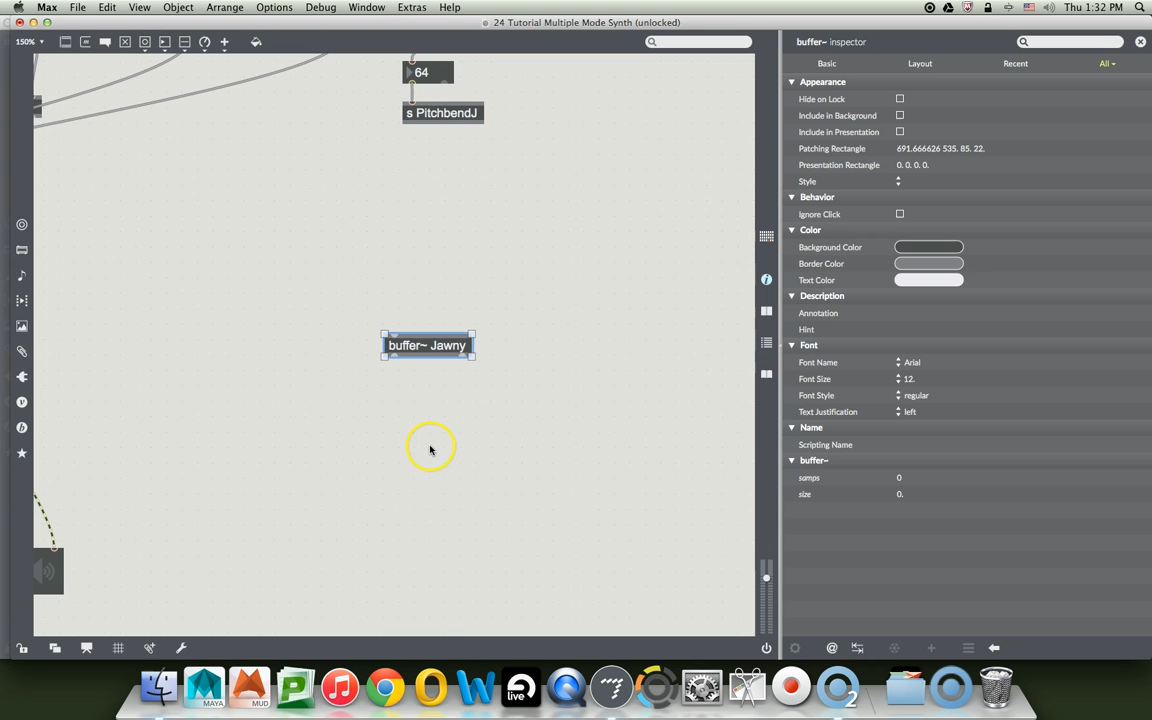 Max File Edit View Object Arrange Options Debug Window Extras Help Thu 1:32 PM
24 Tutorial Multiple Mode Synth (unlocked)
150%
buffer~ inspector
Basic Layout Recent All
64
s PitchbendJ
buffer~ Jawny
Appearance
Hide on Lock
Include in Background
Include in Presentation
Patching Rectangle 691.666626 535. 85. 22.
Presentation Rectangle 0. 0. 0. 0.
Style
Behavior
Ignore Click
Color
Background Color
Border Color
Text Color
Description
Annotation
Hint
Font
Font Name Arial
Font Size 12.
Font Style regular
Text Justification left
Name
Scripting Name
buffer~
samps 0
size 0.
MAYA
MUD
live
2